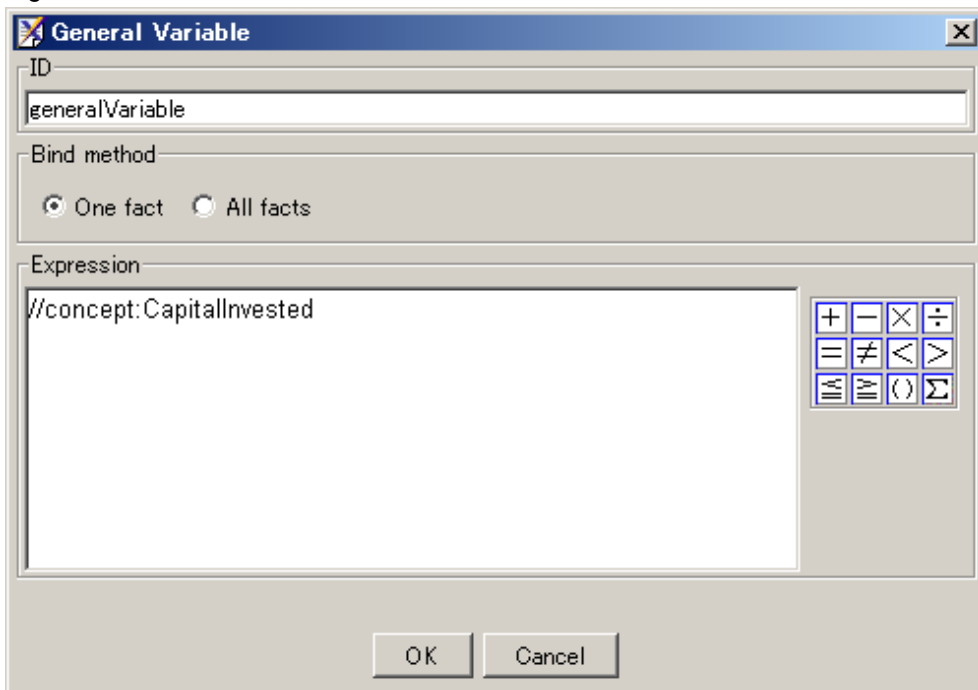 General Variable
ID
generalVariable
Bind method
One fact All facts
Expression
//concept:CapitalInvested
+ − × ÷
= ≠ < >
≦ ≧ () Σ
OK Cancel